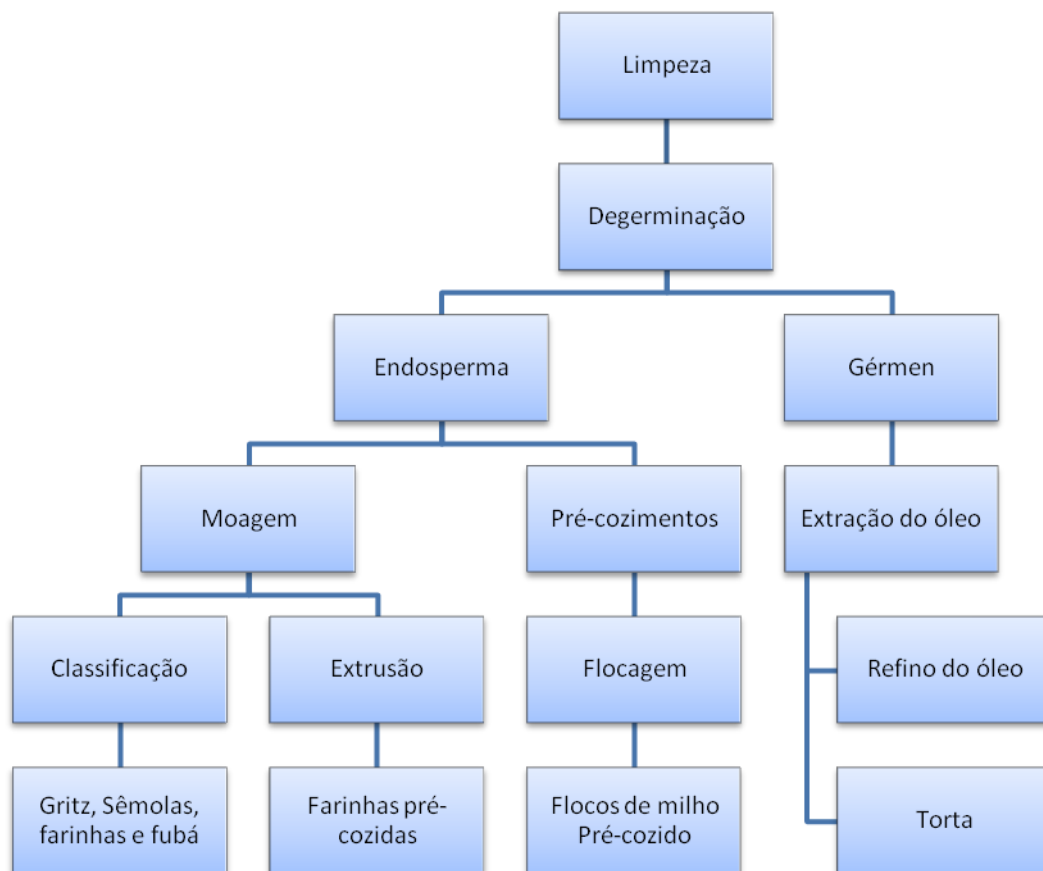 Limpeza
Degerminação
Endosperma
Gérmen
Moagem
Pré-cozimentos
Extração do óleo
Classificação
Extrusão
Flocagem
Refino do óleo
Gritz, Sêmolas,
farinhas e fubá
Farinhas pré-
cozidas
Flocos de milho
Pré-cozido
Torta